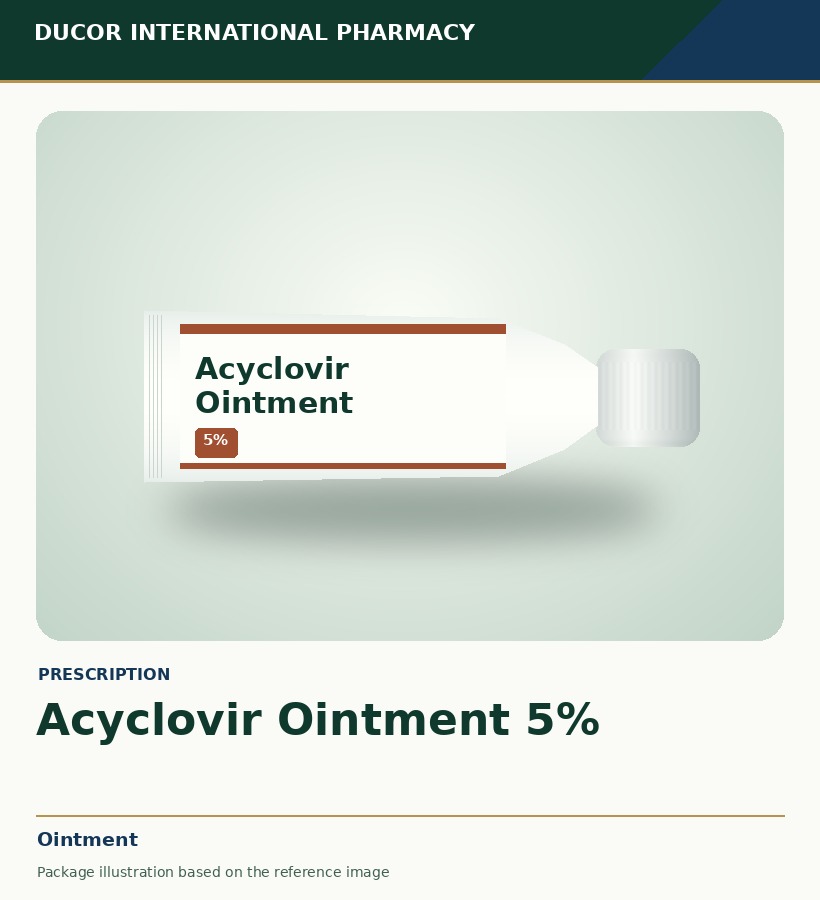 DUCOR INTERNATIONAL PHARMACY
Acyclovir
Ointment
5%
PRESCRIPTION
Acyclovir Ointment 5%
Ointment
Package illustration based on the reference image